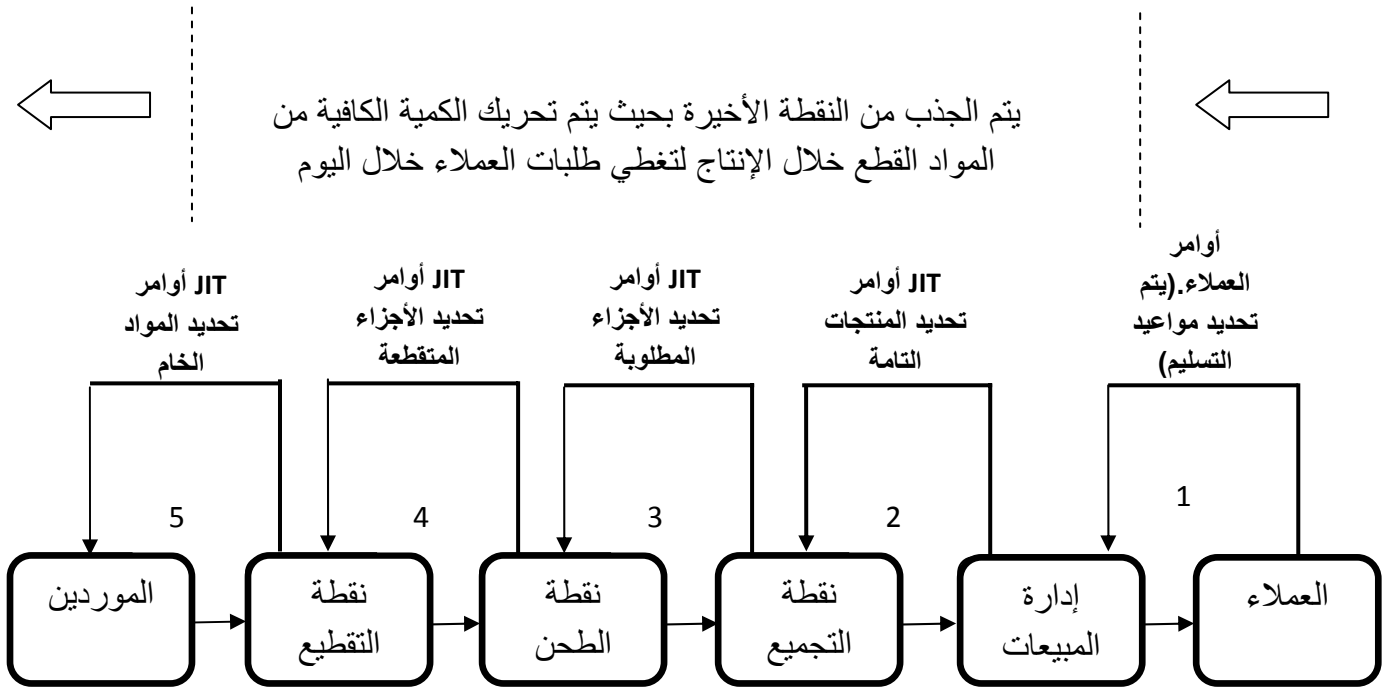 يتم الجذب من النقطة الأخيرة بحيث يتم تحريك الكمية الكافية من
المواد القطع خلال الإنتاج لتغطي طلبات العملاء خلال اليوم
أوامر
العملاء.(يتم
تحديد مواعيد
التسليم)
JIT أوامر
تحديد المنتجات
التامة
JIT أوامر
تحديد الأجزاء
المطلوبة
JIT أوامر
تحديد الأجزاء
المتقطعة
JIT أوامر
تحديد المواد
الخام
1
2
3
4
5
العملاء
إدارة
المبيعات
نقطة
التجميع
نقطة
الطحن
نقطة
التقطيع
الموردين